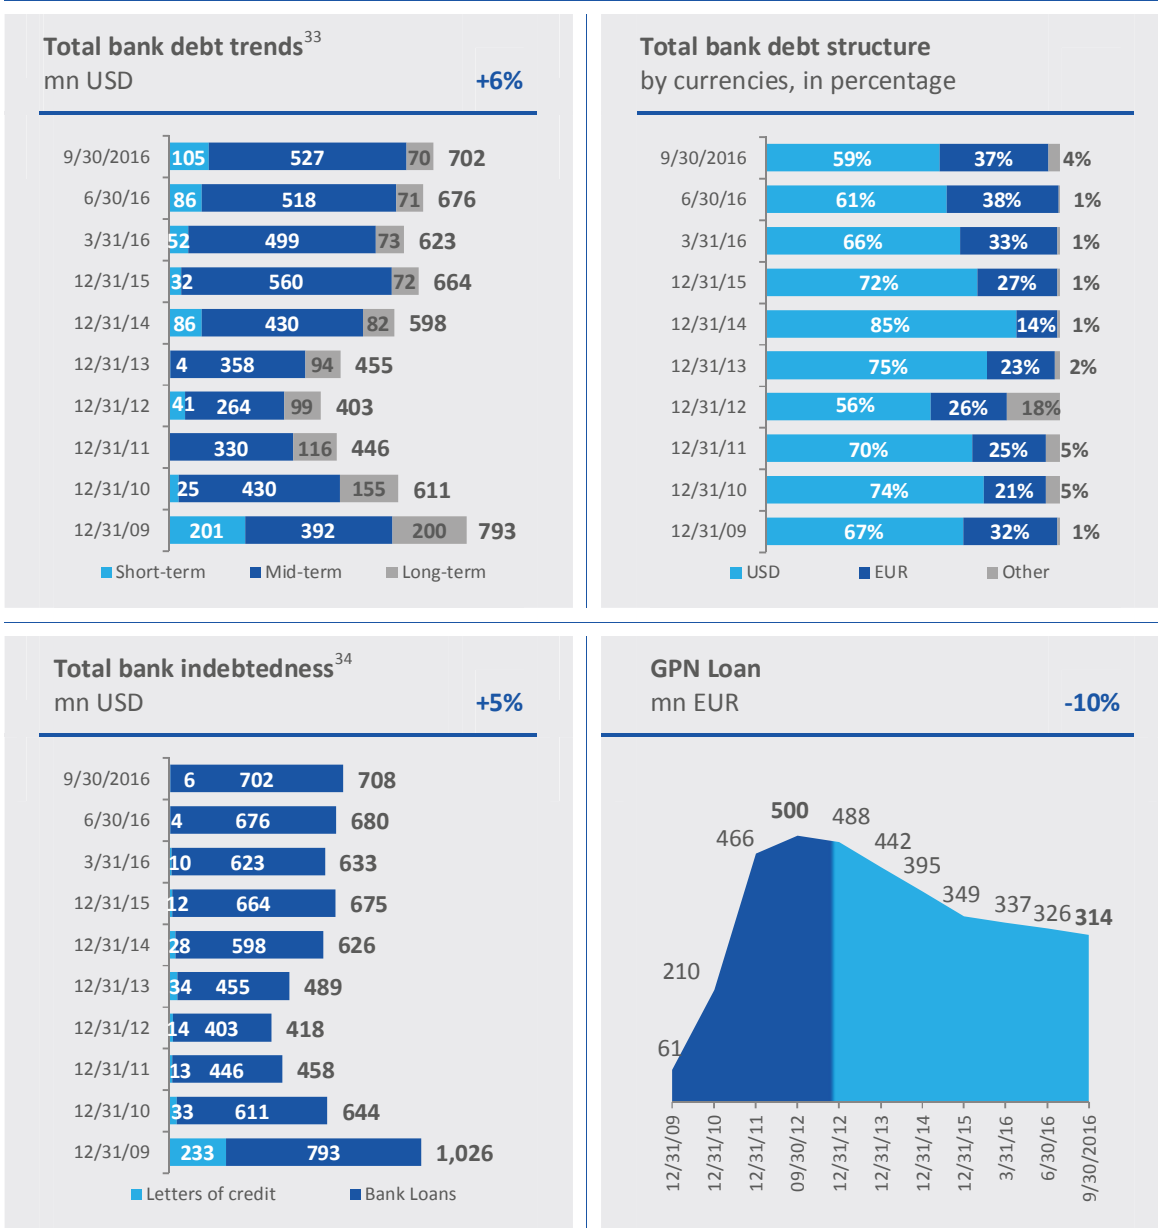 Total bank debt trends33
mn USD +6%
9/30/2016 105 527 70 702
6/30/16 86 518 71 676
3/31/16 52 499 73 623
12/31/15 32 560 72 664
12/31/14 86 430 82 598
12/31/13 4 358 94 455
12/31/12 41 264 99 403
12/31/11 330 116 446
12/31/10 25 430 155 611
12/31/09 201 392 200 793
Short-term Mid-term Long-term
Total bank debt structure
by currencies, in percentage
9/30/2016 59% 37% 4%
6/30/16 61% 38% 1%
3/31/16 66% 33% 1%
12/31/15 72% 27% 1%
12/31/14 85% 14% 1%
12/31/13 75% 23% 2%
12/31/12 56% 26% 18%
12/31/11 70% 25% 5%
12/31/10 74% 21% 5%
12/31/09 67% 32% 1%
USD EUR Other
Total bank indebtedness34
mn USD +5%
9/30/2016 6 702 708
6/30/16 4 676 680
3/31/16 10 623 633
12/31/15 12 664 675
12/31/14 28 598 626
12/31/13 34 455 489
12/31/12 14 403 418
12/31/11 13 446 458
12/31/10 33 611 644
12/31/09 233 793 1,026
Letters of credit Bank Loans
GPN Loan
mn EUR -10%
61 210 466 500 488 442 395 349 337 326 314
12/31/09 12/31/10 12/31/11 09/30/12 12/31/12 12/31/13 12/31/14 12/31/15 3/31/16 6/30/16 9/30/2016